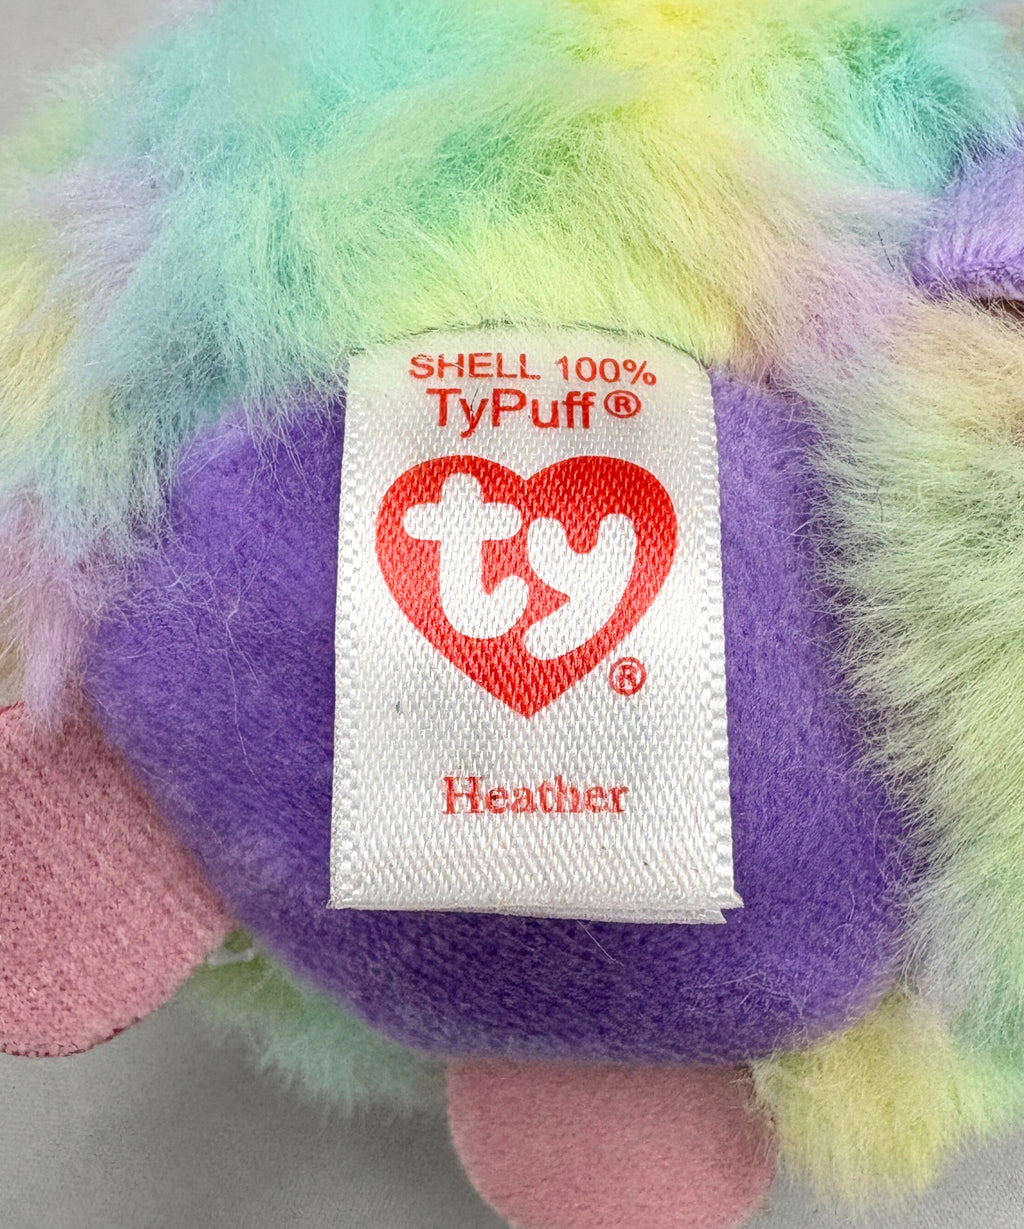 SHELL 100%
TyPuff®
ty
®
Heather